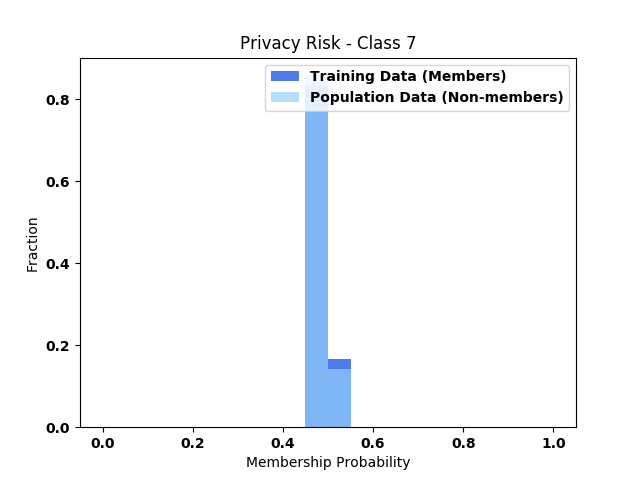 Privacy Risk - Class 7
Training Data (Members)
Population Data (Non-members)
0.8
0.6
0.4
0.2
0.0
Fraction
0.0 0.2 0.4 0.6 0.8 1.0
Membership Probability